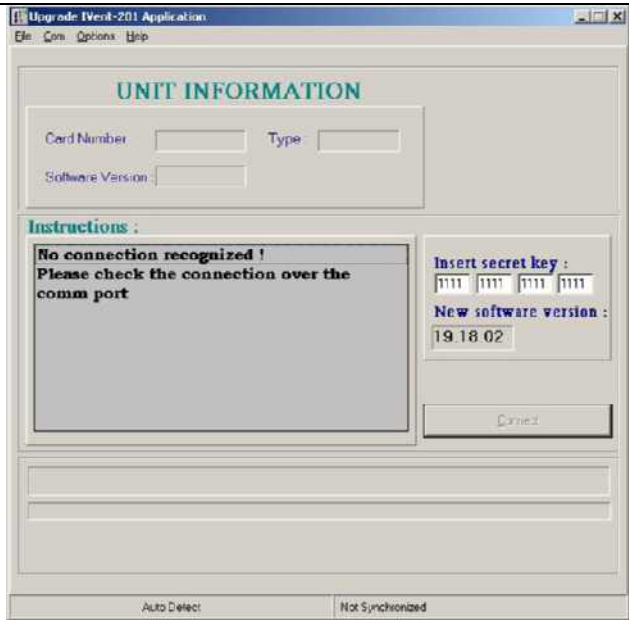 Upgrade IVent-201 Application
File Com Options Help
UNIT INFORMATION
Card Number
Type :
Software Version :
Instructions :
No connection recognized !
Please check the connection over the
comm port
Insert secret key :
1111 1111 1111 1111
New software version :
19.18.02
Connect
Auto Detect
Not Synchronized